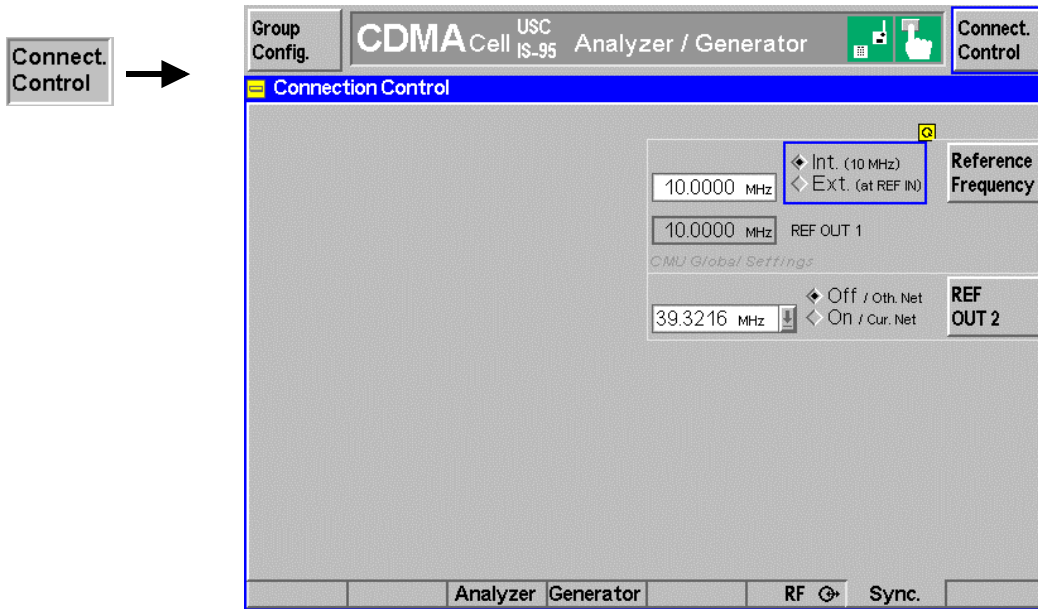 Connect.
Control
Group
Config.
CDMA Cell USC IS-95 Analyzer / Generator
Connect.
Control
Connection Control
10.0000 MHz
Int. (10 MHz)
Ext. (at REF IN)
Reference
Frequency
10.0000 MHz REF OUT 1
CMU Global Settings
39.3216 MHz
Off / Oth. Net
On / Cur. Net
REF
OUT 2
Analyzer Generator RF Sync.